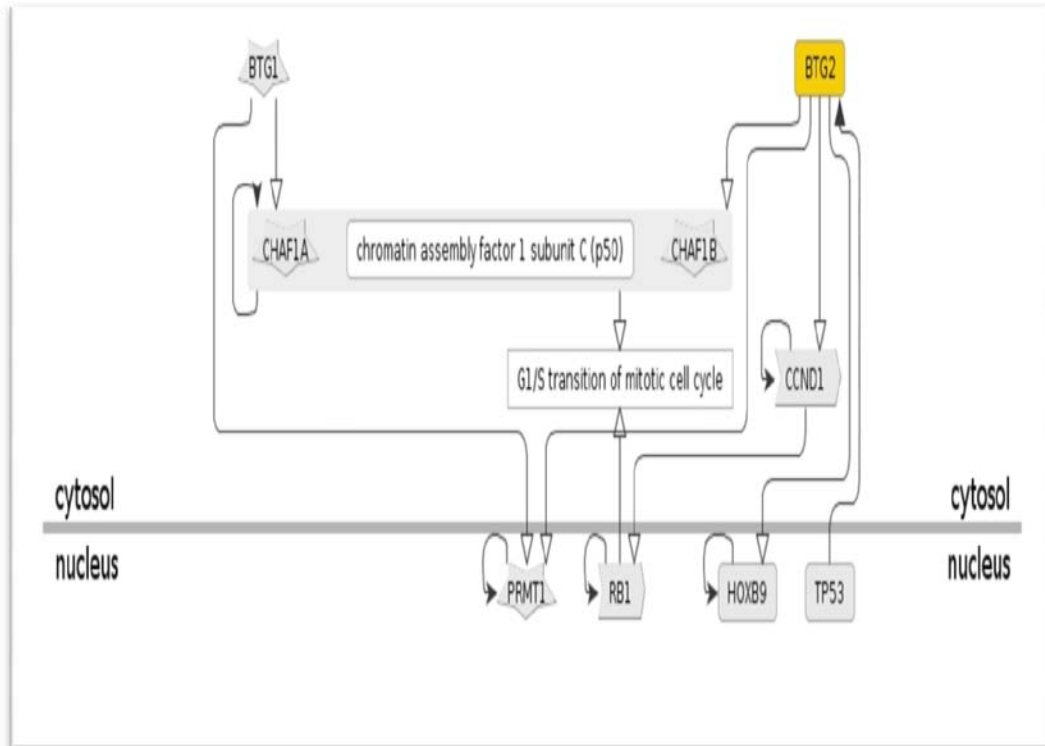 BTG1
BTG2
CHAF1A
chromatin assembly factor 1 subunit C (p50)
CHAF1B
G1/S transition of mitotic cell cycle
CCND1
cytosol
cytosol
nucleus
nucleus
PRMT1
RB1
HOXB9
TP53